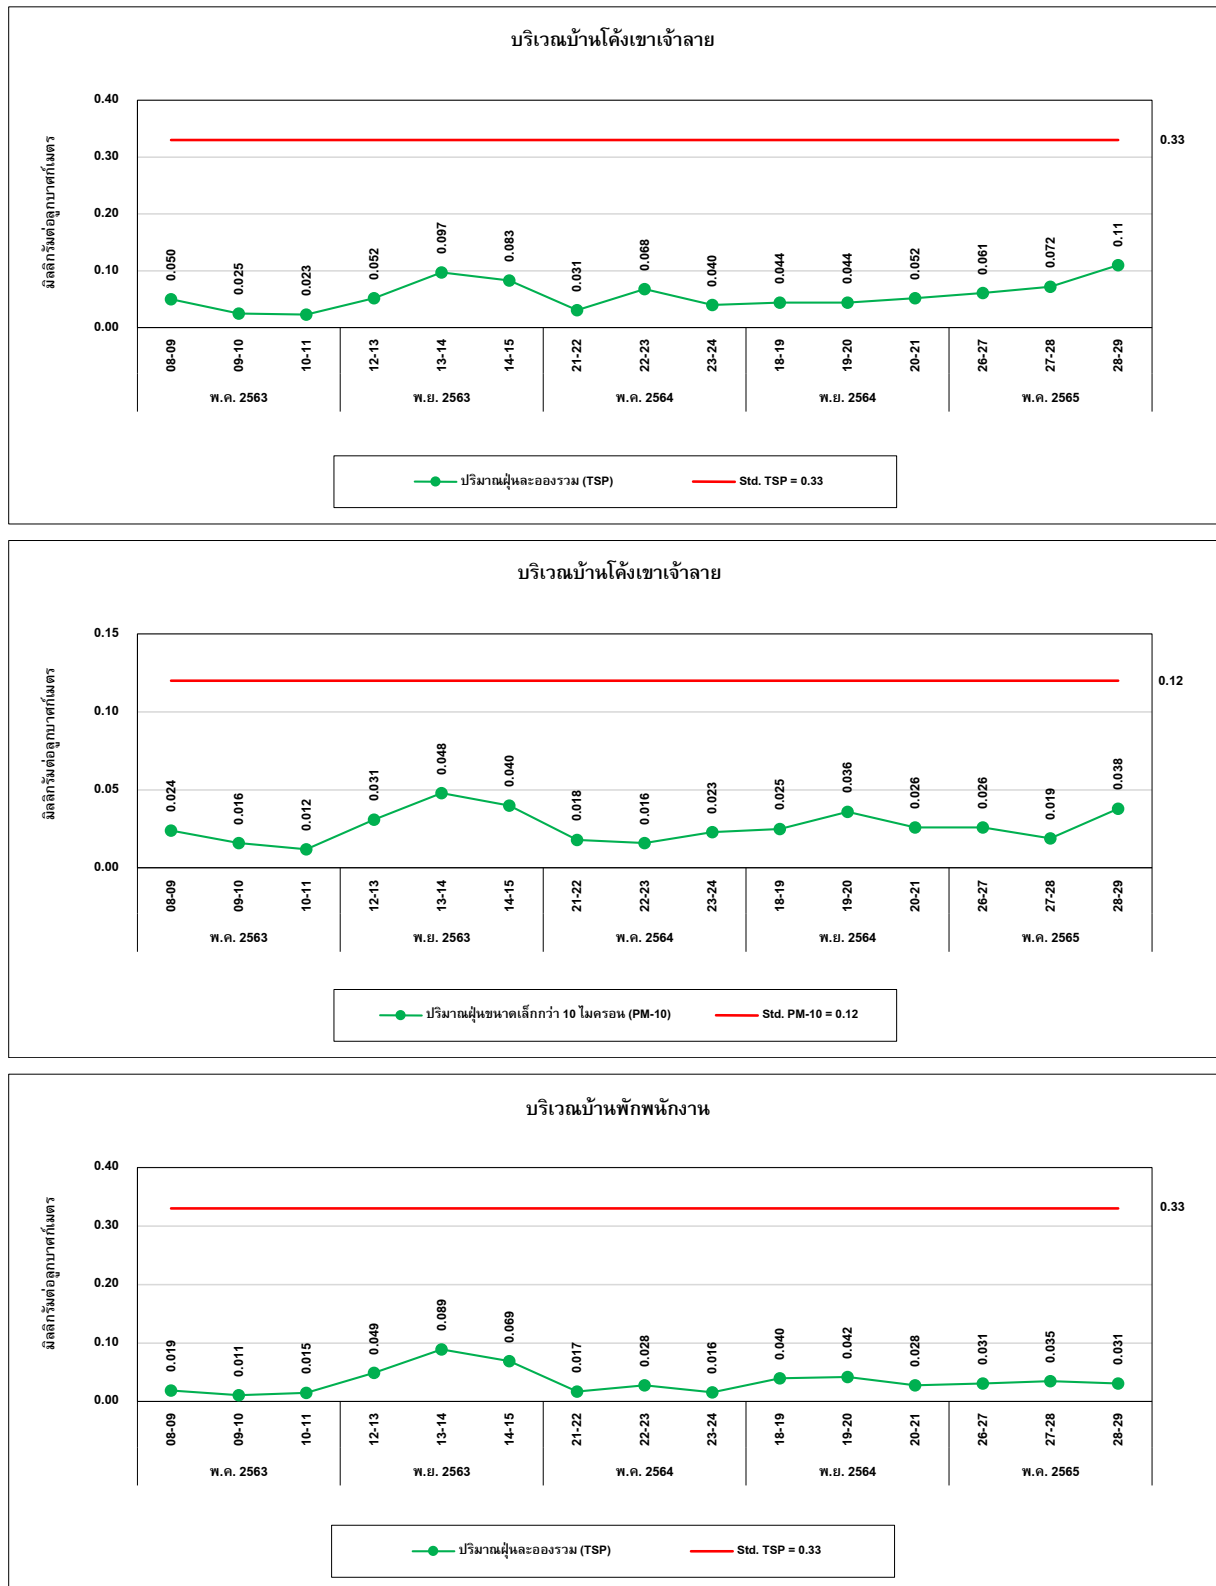 บริเวณบ้านโค้งเขาเจ้าลาย
มิลลิกรัมต่อลูกบาศก์เมตร
0.40
0.30
0.20
0.10
0.00
0.33
0.050 0.025 0.023 0.052 0.097 0.083 0.031 0.068 0.040 0.044 0.044 0.052 0.061 0.072 0.11
08-09 09-10 10-11 12-13 13-14 14-15 21-22 22-23 23-24 18-19 19-20 20-21 26-27 27-28 28-29
พ.ค. 2563 พ.ย. 2563 พ.ค. 2564 พ.ย. 2564 พ.ค. 2565
ปริมาณฝุ่นละอองรวม (TSP) Std. TSP = 0.33
บริเวณบ้านโค้งเขาเจ้าลาย
มิลลิกรัมต่อลูกบาศก์เมตร
0.15
0.10
0.05
0.00
0.12
0.024 0.016 0.012 0.031 0.048 0.040 0.018 0.016 0.023 0.025 0.036 0.026 0.026 0.019 0.038
08-09 09-10 10-11 12-13 13-14 14-15 21-22 22-23 23-24 18-19 19-20 20-21 26-27 27-28 28-29
พ.ค. 2563 พ.ย. 2563 พ.ค. 2564 พ.ย. 2564 พ.ค. 2565
ปริมาณฝุ่นขนาดเล็กกว่า 10 ไมครอน (PM-10) Std. PM-10 = 0.12
บริเวณบ้านพักพนักงาน
มิลลิกรัมต่อลูกบาศก์เมตร
0.40
0.30
0.20
0.10
0.00
0.33
0.019 0.011 0.015 0.049 0.089 0.069 0.017 0.028 0.016 0.040 0.042 0.028 0.031 0.035 0.031
08-09 09-10 10-11 12-13 13-14 14-15 21-22 22-23 23-24 18-19 19-20 20-21 26-27 27-28 28-29
พ.ค. 2563 พ.ย. 2563 พ.ค. 2564 พ.ย. 2564 พ.ค. 2565
ปริมาณฝุ่นละอองรวม (TSP) Std. TSP = 0.33